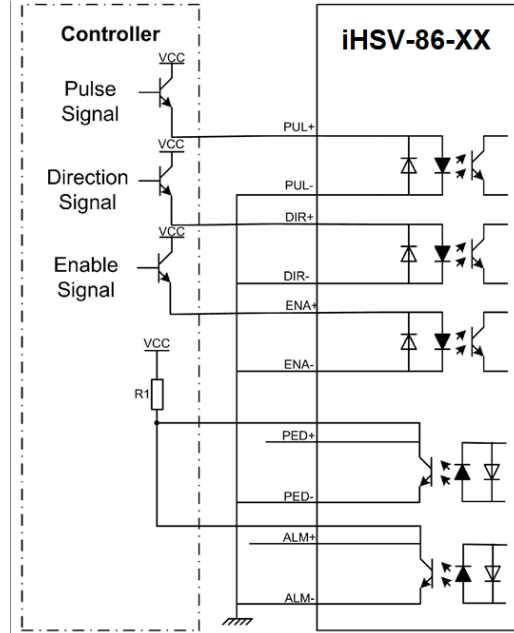 Controller
iHSV-86-XX
VCC
Pulse
Signal
PUL+
VCC
Direction
Signal
PUL-
DIR+
VCC
Enable
Signal
DIR-
ENA+
VCC
ENA-
R1
PED+
PED-
ALM+
ALM-